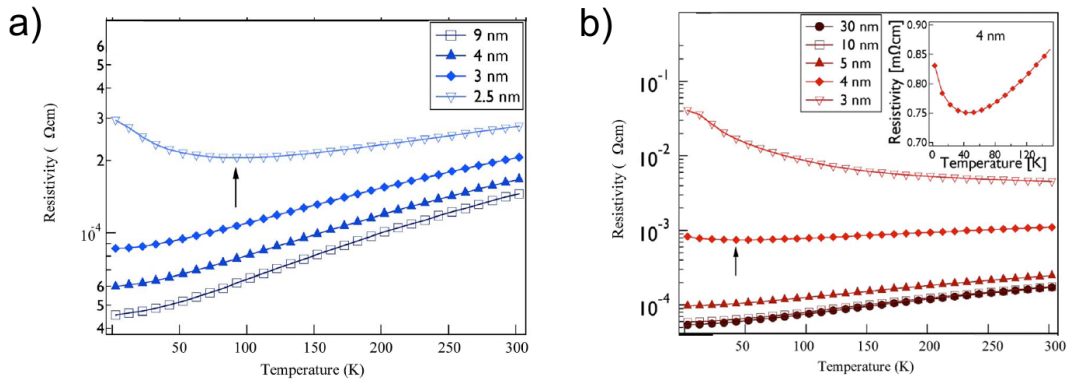 a)
9 nm
4 nm
3 nm
2.5 nm
Resistivity ( Ωcm)
8
6
5
4
3
2
10⁻⁴
8
6
5
4
50 100 150 200 250 300
Temperature (K)
b)
30 nm
10 nm
5 nm
4 nm
3 nm
Resistivity ( Ωcm)
10⁻¹
10⁻²
10⁻³
10⁻⁴
50 100 150 200 250 300
Temperature (K)
4 nm
Resistivity [mΩcm]
0.90
0.85
0.80
0.75
0.70
0 40 80 120
Temperature [K]